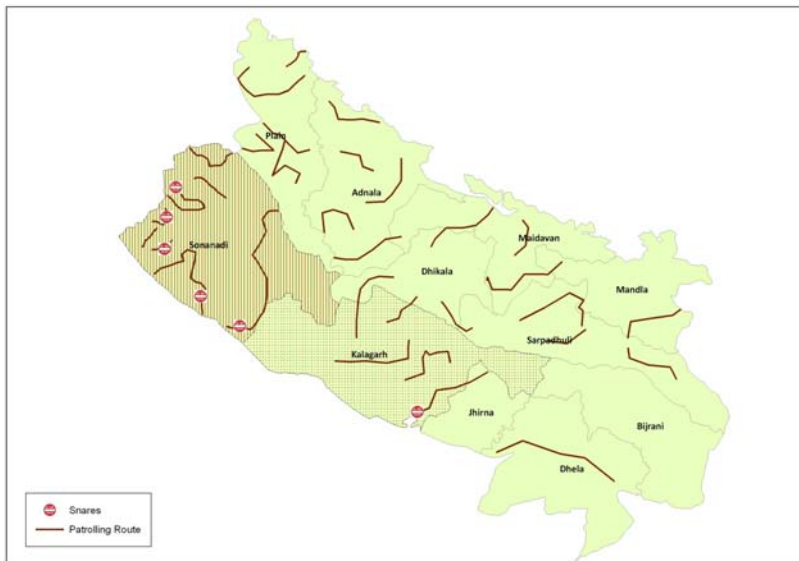 Plain
Adnala
Sonanadi
Maidavan
Dhikala
Mandla
Sarpadhuli
Kalagarh
Jhirna
Bijrani
Dhela
Snares
Patrolling Route